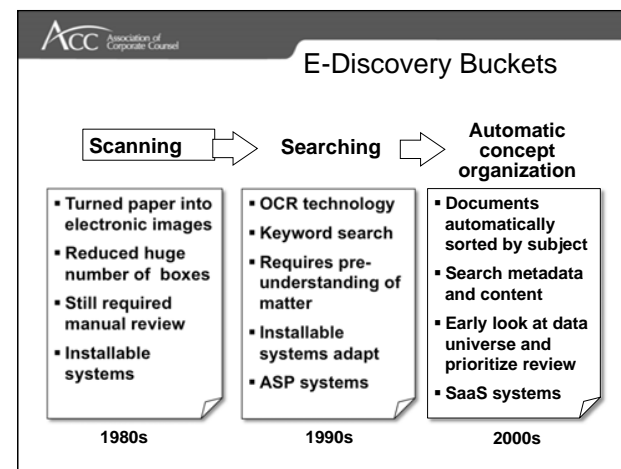 ACC Association of
Corporate Counsel
E-Discovery Buckets
Scanning
Searching
Automatic
concept
organization
▪ Turned paper into
electronic images
▪ Reduced huge
number of boxes
▪ Still required
manual review
▪ Installable
systems
▪ OCR technology
▪ Keyword search
▪ Requires pre-
understanding of
matter
▪ Installable
systems adapt
▪ ASP systems
▪ Documents
automatically
sorted by subject
▪ Search metadata
and content
▪ Early look at data
universe and
prioritize review
▪ SaaS systems
1980s
1990s
2000s